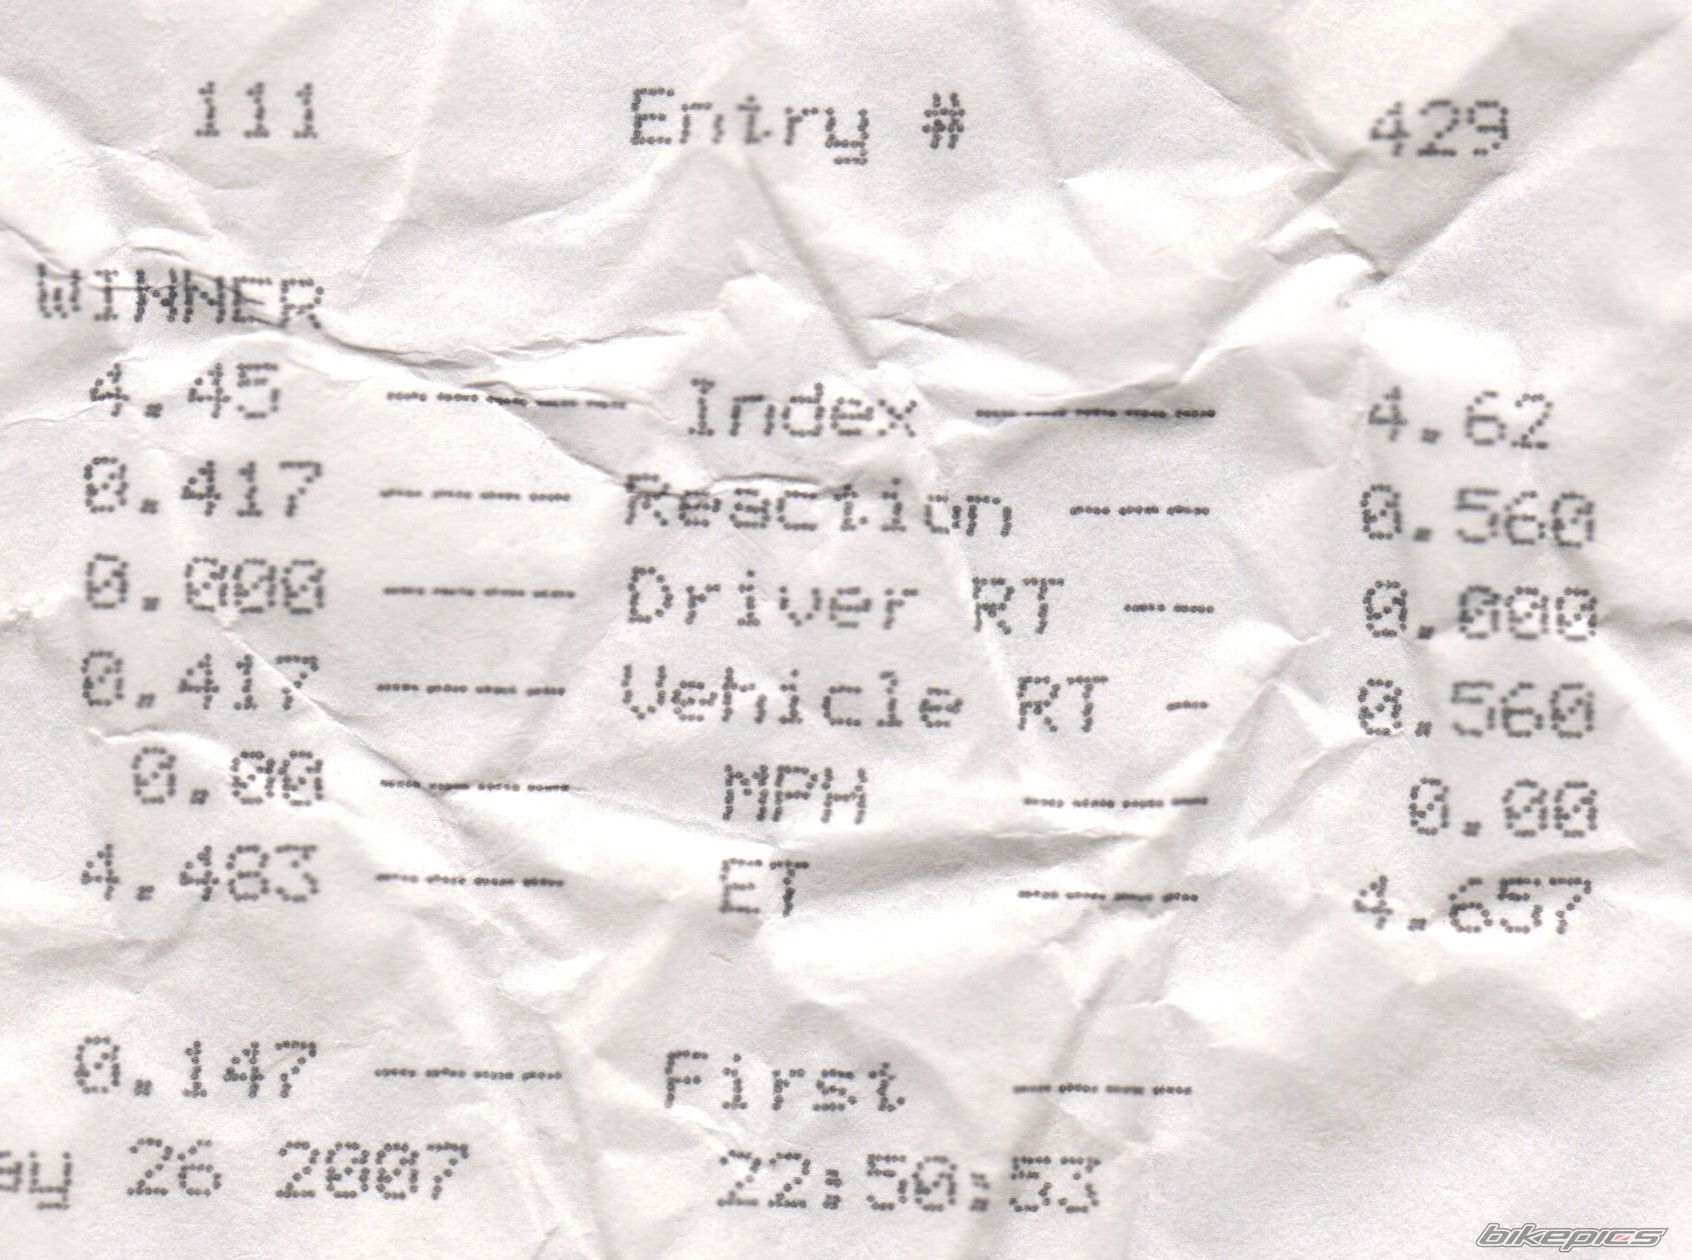 111 Entry # 429
WINNER
4.45 ----- Index ----- 4.62
0.417 ---- Reaction --- 0.560
0.000 ---- Driver RT -- 0.000
0.417 ---- Vehicle RT - 0.560
0.00 ---- MPH ---- 0.00
4.483 ---- ET ---- 4.657
0.147 ---- First ----
ay 26 2007 22:50:53
bikepics